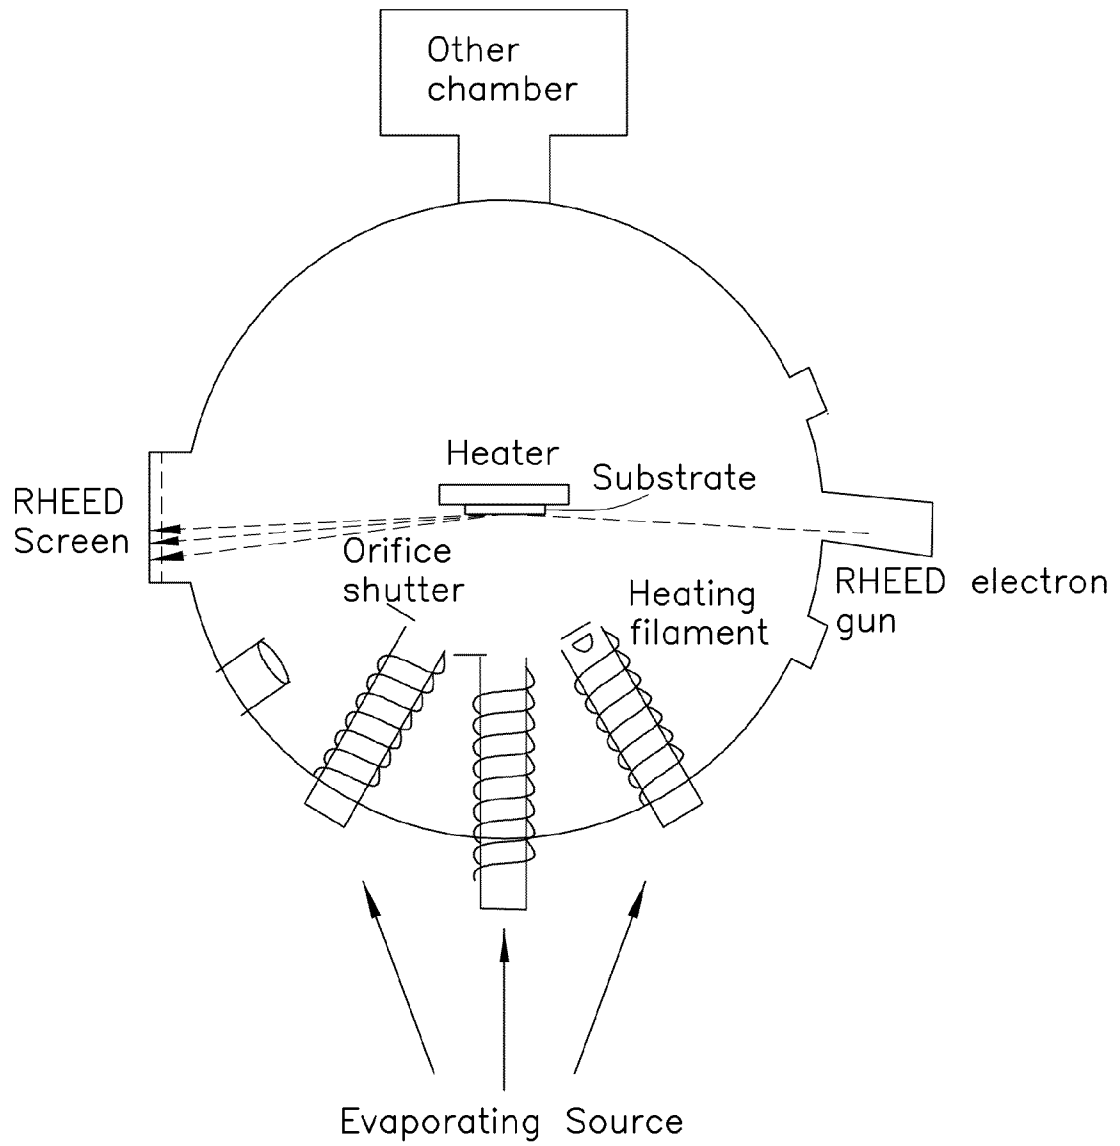 Other
chamber
Heater
Substrate
RHEED
Screen
Orifice
shutter
Heating
filament
RHEED electron
gun
Evaporating Source